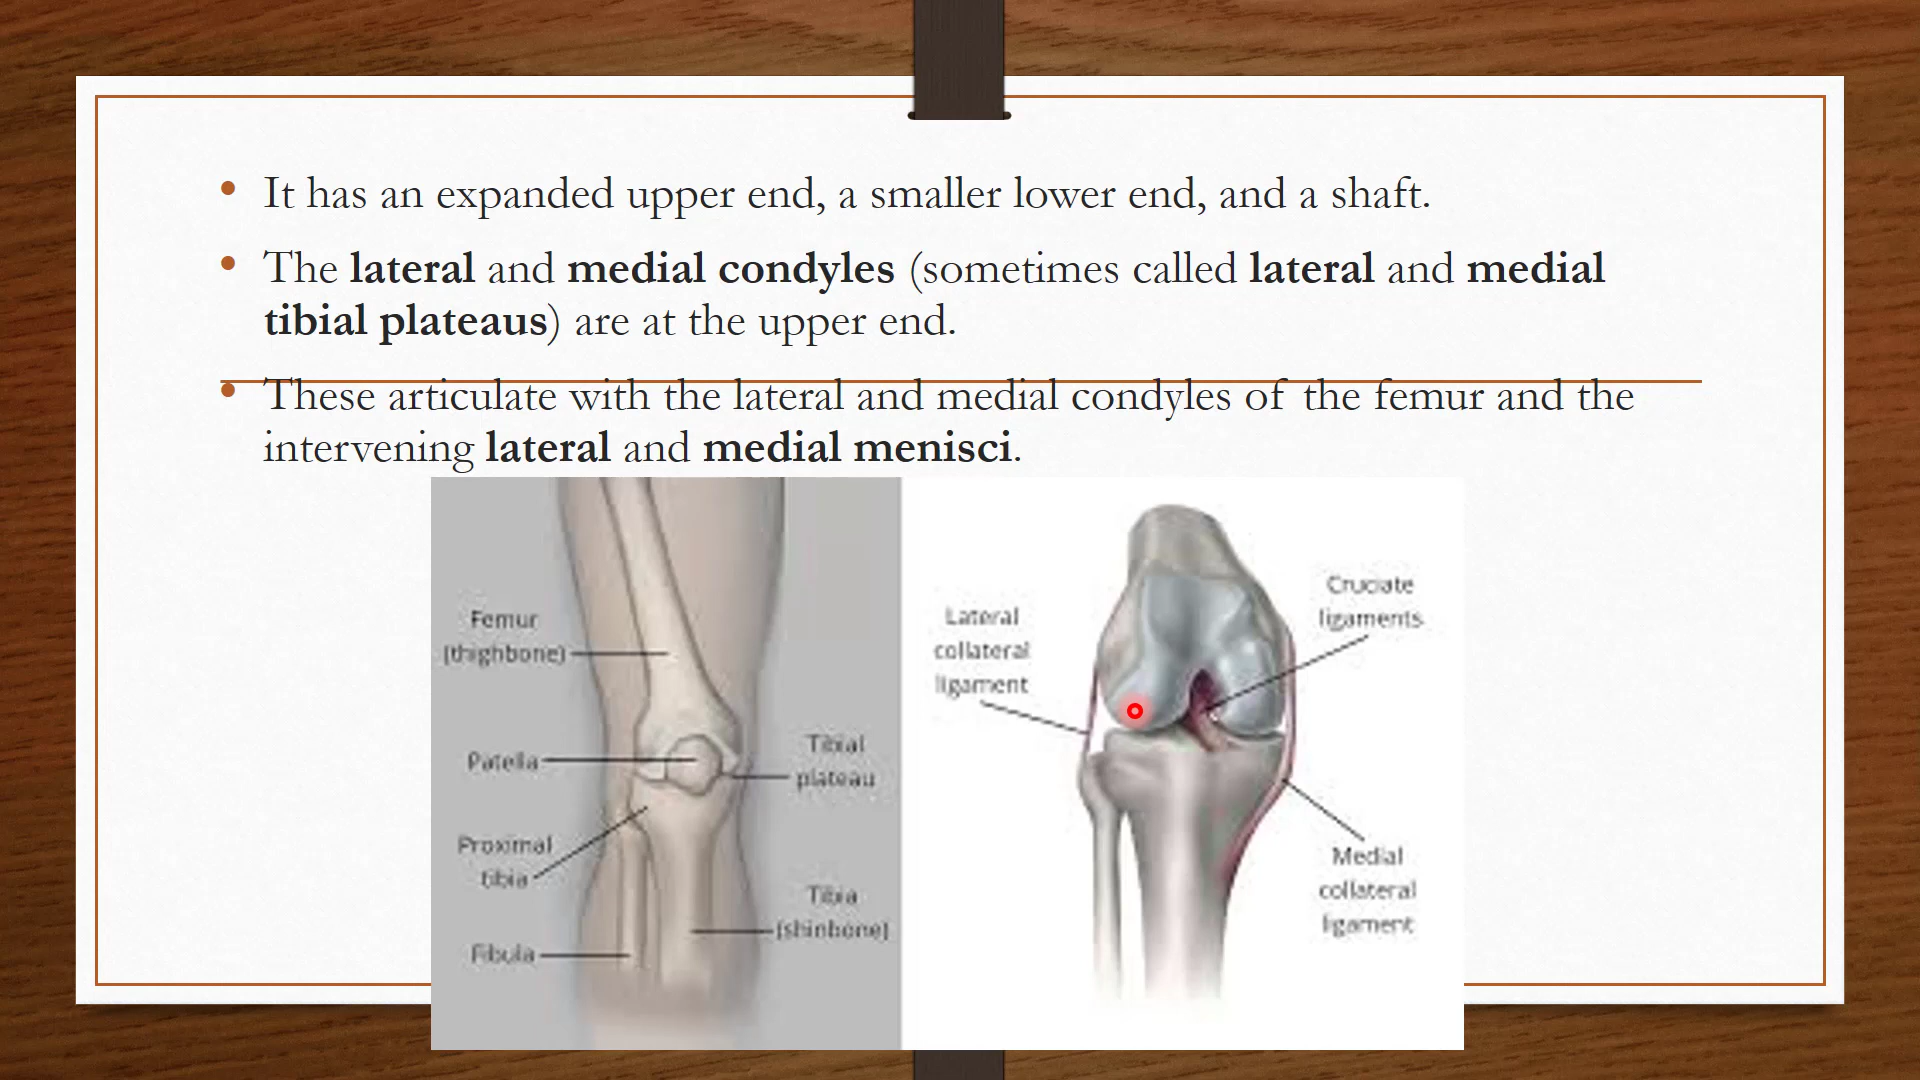 It has an expanded upper end, a smaller lower end, and a shaft.
The lateral and medial condyles (sometimes called lateral and medial
tibial plateaus) are at the upper end.
These articulate with the lateral and medial condyles of the femur and the
intervening lateral and medial menisci.
Femur
(thighbone)
Patella
Tibial
plateau
Proximal
tibia
Tibia
(shinbone)
Fibula
Lateral
collateral
ligament
Cruciate
ligaments
Medial
collateral
ligament